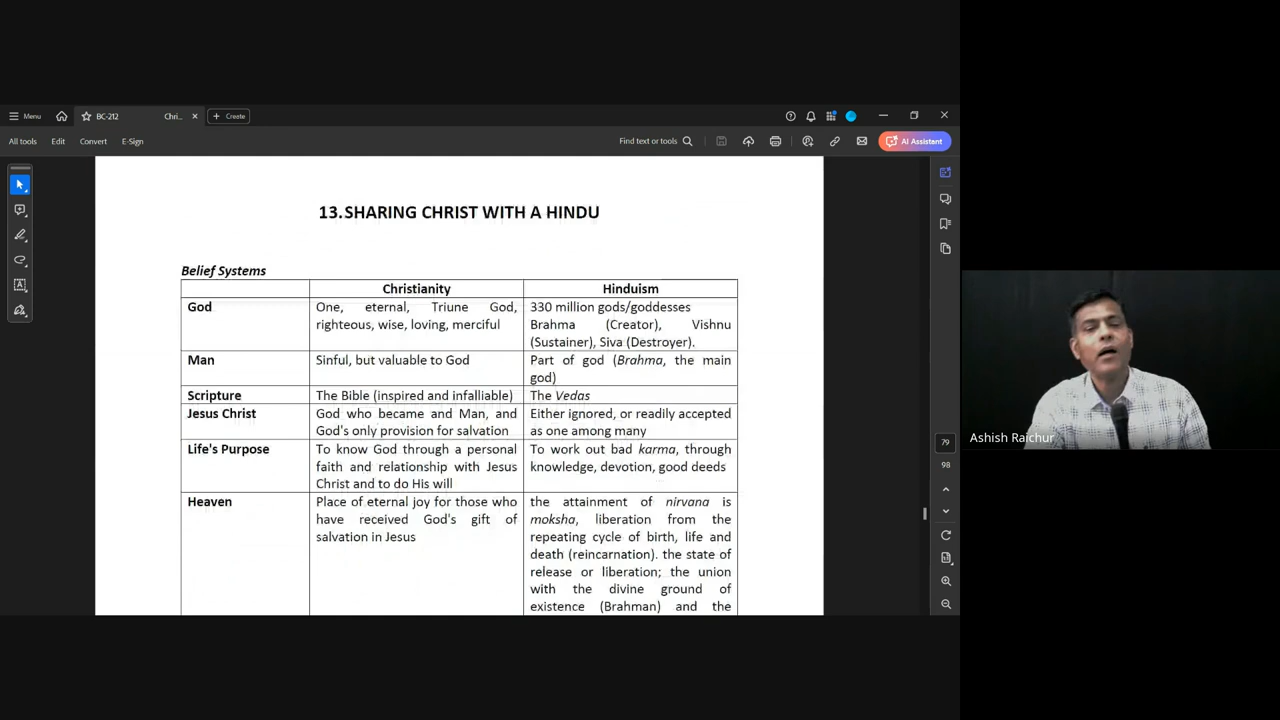 Menu
BC-212
Chri...
Create
All tools
Edit
Convert
E-Sign
Find text or tools
AI Assistant
13.SHARING CHRIST WITH A HINDU
Belief Systems
Christianity
Hinduism
God
One, eternal, Triune God,
righteous, wise, loving, merciful
330 million gods/goddesses
Brahma (Creator), Vishnu
(Sustainer), Siva (Destroyer).
Man
Sinful, but valuable to God
Part of god (Brahma, the main
god)
Scripture
The Bible (inspired and infalliable)
The Vedas
Jesus Christ
God who became and Man, and
God's only provision for salvation
Either ignored, or readily accepted
as one among many
Life's Purpose
To know God through a personal
faith and relationship with Jesus
Christ and to do His will
To work out bad karma, through
knowledge, devotion, good deeds
Heaven
Place of eternal joy for those who
have received God's gift of
salvation in Jesus
the attainment of nirvana is
moksha, liberation from the
repeating cycle of birth, life and
death (reincarnation). the state of
release or liberation; the union
with the divine ground of
existence (Brahman) and the
79
98
Ashish Raichur